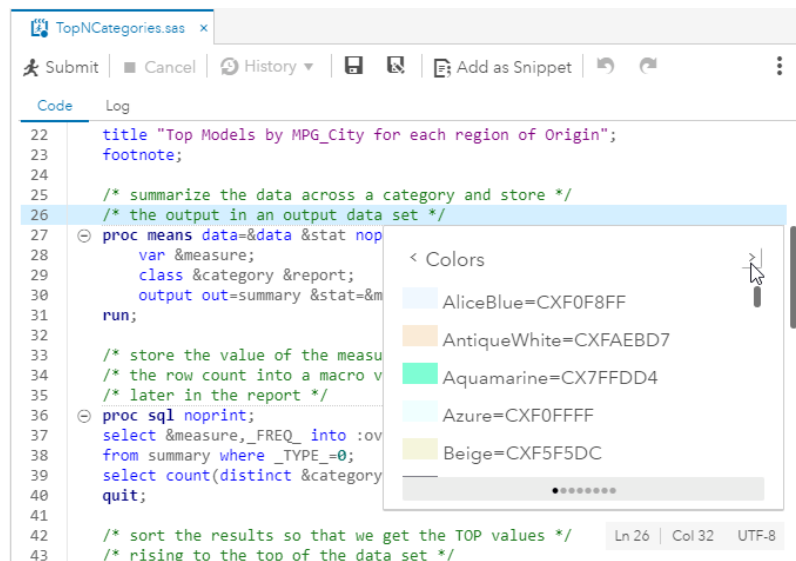 TopNCategories.sas ×
Submit Cancel History Add as Snippet
Code Log
22 title "Top Models by MPG_City for each region of Origin";
23 footnote;
24
25 /* summarize the data across a category and store */
26 /* the output in an output data set */
27 proc means data=&data &stat nop
28 var &measure;
29 class &category &report;
30 output out=summary &stat=&m
31 run;
32
33 /* store the value of the measu
34 /* the row count into a macro v
35 /* later in the report */
36 proc sql noprint;
37 select &measure,_FREQ_ into :ov
38 from summary where _TYPE_=0;
39 select count(distinct &category
40 quit;
41
42 /* sort the results so that we get the TOP values */
43 /* rising to the top of the data set */
< Colors >
AliceBlue=CXF0F8FF
AntiqueWhite=CXFAEBD7
Aquamarine=CX7FFDD4
Azure=CXF0FFFF
Beige=CXF5F5DC
Ln 26 Col 32 UTF-8